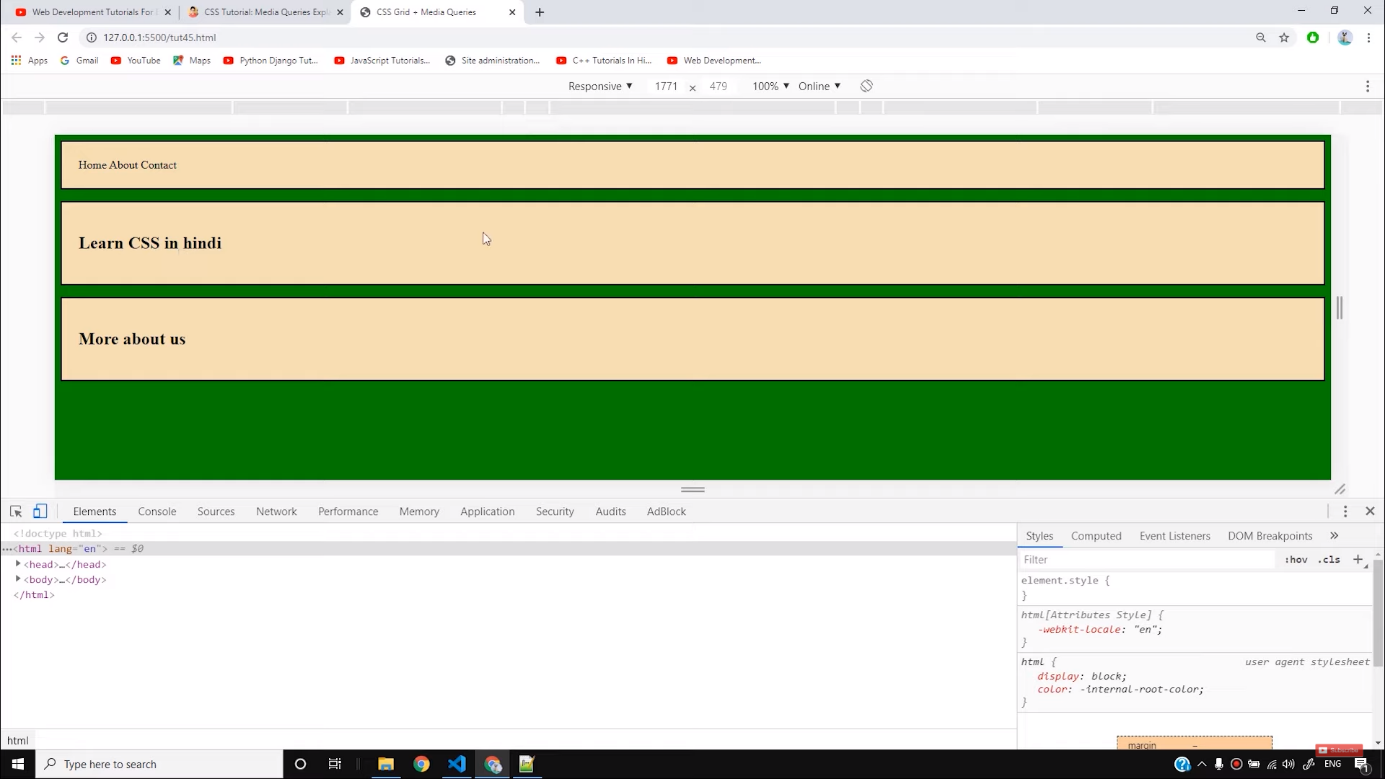 Web Development Tutorials For
CSS Tutorial: Media Queries Expl
CSS Grid + Media Queries
127.0.0.1:5500/tut45.html
Apps Gmail YouTube Maps Python Django Tut... JavaScript Tutorials... Site administration... C++ Tutorials In Hi... Web Development...
Responsive 1771 × 479 100% Online
Home About Contact
Learn CSS in hindi
More about us
Elements Console Sources Network Performance Memory Application Security Audits AdBlock
<!doctype html>
...<html lang="en"> == $0
<head>…</head>
<body>…</body>
</html>
html
Styles Computed Event Listeners DOM Breakpoints »
Filter :hov .cls +
element.style {
}
html[Attributes Style] {
-webkit-locale: "en";
}
html { user agent stylesheet
display: block;
color: -internal-root-color;
}
margin –
Subscribe
Type here to search
ENG
1